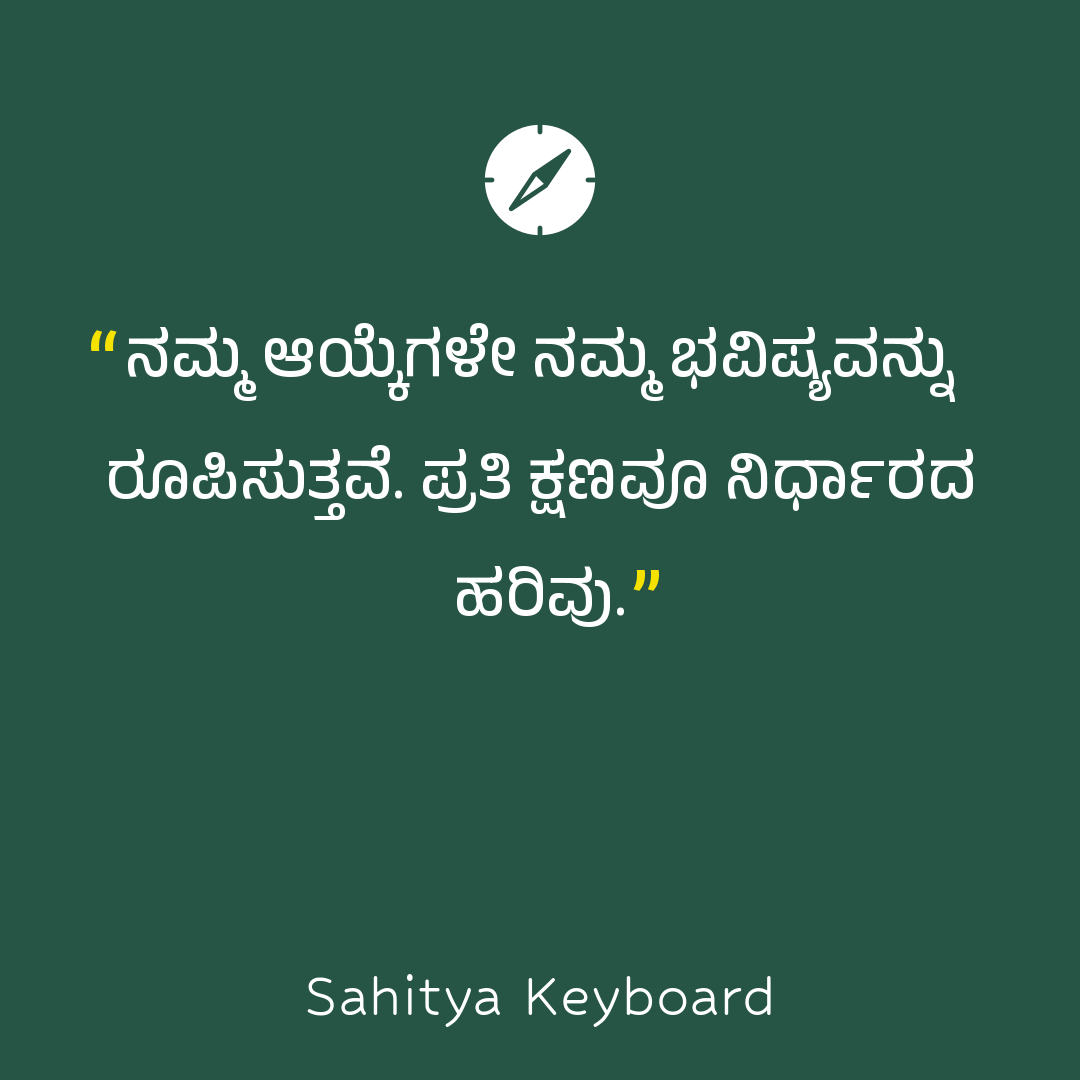 “ನಮ್ಮ ಆಯ್ಕೆಗಳೇ ನಮ್ಮ ಭವಿಷ್ಯವನ್ನು
ರೂಪಿಸುತ್ತವೆ. ಪ್ರತಿ ಕ್ಷಣವೂ ನಿರ್ಧಾರದ
ಹರಿವು.”
Sahitya Keyboard